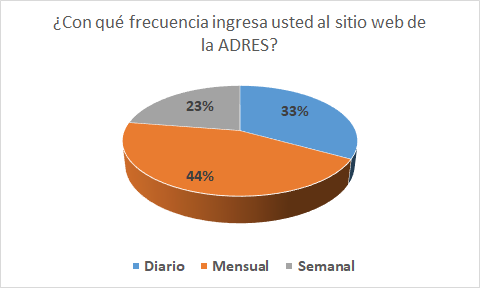 ¿Con qué frecuencia ingresa usted al sitio web de
la ADRES?
23%
33%
44%
Diario Mensual Semanal